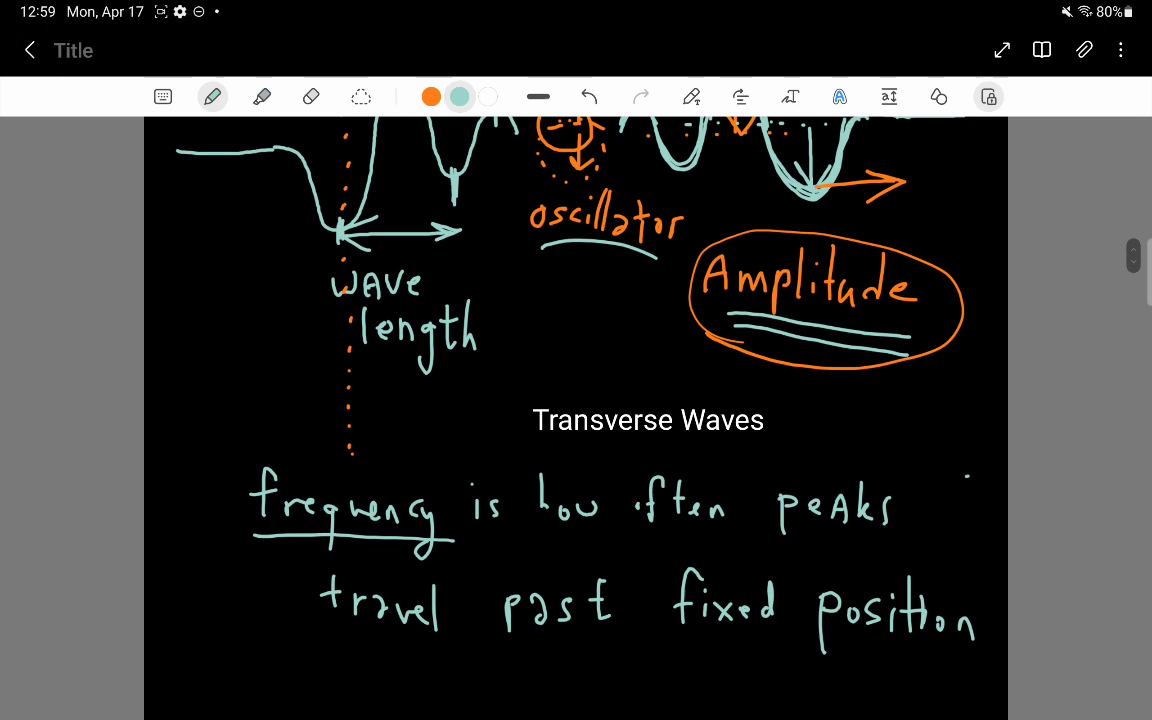 12:59 Mon, Apr 17
80%
Title
oscillator
Amplitude
wave
length
Transverse Waves
frequency is how often peaks
travel past fixed position